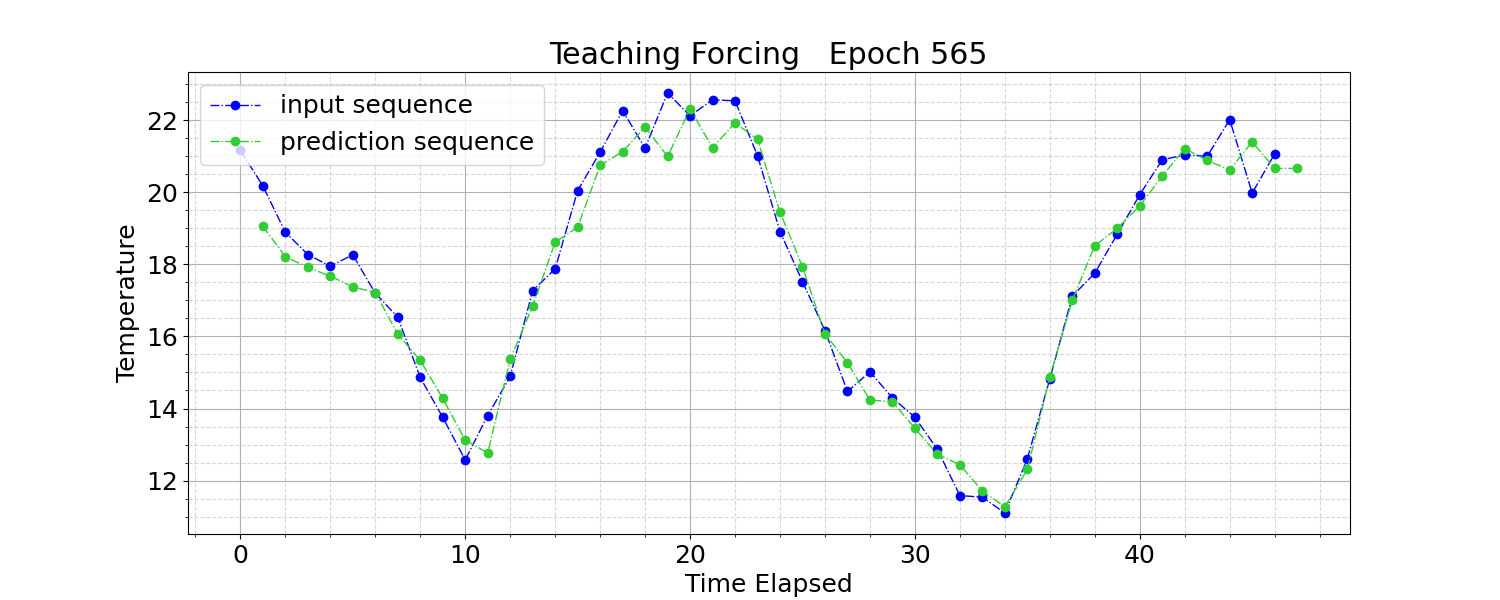 Teaching Forcing   Epoch 565
input sequence
prediction sequence
Temperature
22
20
18
16
14
12
0 10 20 30 40
Time Elapsed